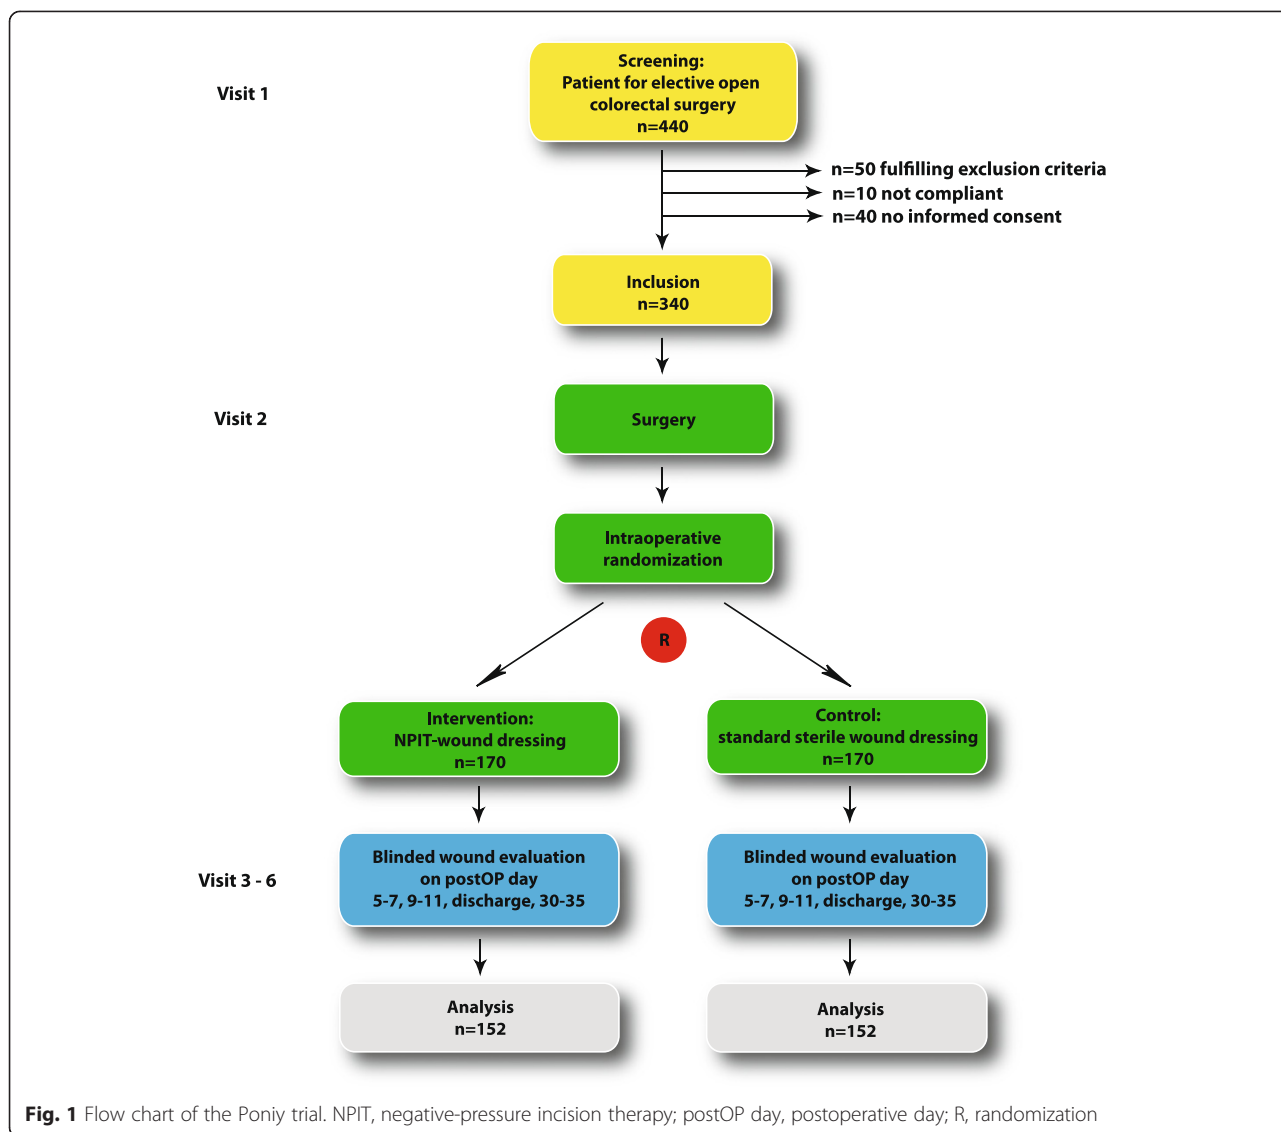 Visit 1
Screening:
Patient for elective open
colorectal surgery
n=440
n=50 fulfilling exclusion criteria
n=10 not compliant
n=40 no informed consent
Inclusion
n=340
Visit 2
Surgery
Intraoperative
randomization
R
Intervention:
NPIT-wound dressing
n=170
Control:
standard sterile wound dressing
n=170
Visit 3 - 6
Blinded wound evaluation
on postOP day
5-7, 9-11, discharge, 30-35
Blinded wound evaluation
on postOP day
5-7, 9-11, discharge, 30-35
Analysis
n=152
Analysis
n=152
Fig. 1 Flow chart of the Poniy trial. NPIT, negative-pressure incision therapy; postOP day, postoperative day; R, randomization